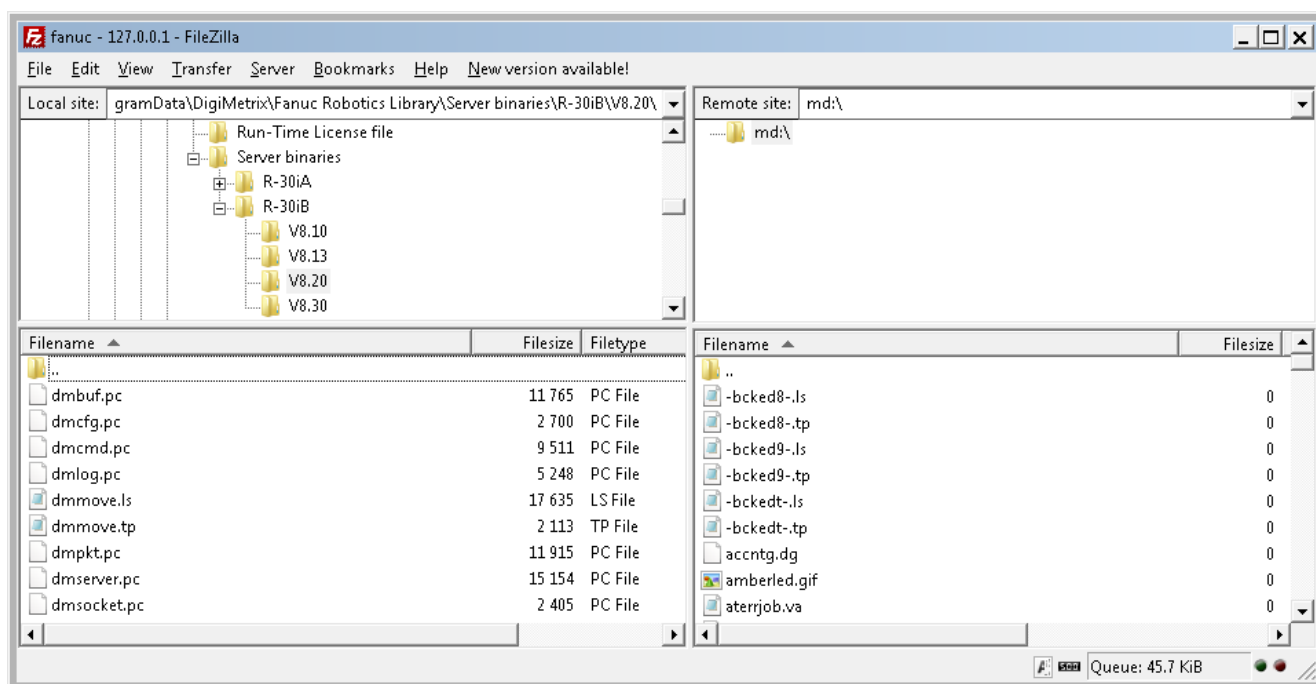 fanuc - 127.0.0.1 - FileZilla
File Edit View Transfer Server Bookmarks Help New version available!
Local site: gramData\DigiMetrix\Fanuc Robotics Library\Server binaries\R-30iB\V8.20\
Run-Time License file
Server binaries
R-30iA
R-30iB
V8.10
V8.13
V8.20
V8.30
Filename Filesize Filetype
..
dmbuf.pc 11 765 PC File
dmcfg.pc 2 700 PC File
dmcmd.pc 9 511 PC File
dmlog.pc 5 248 PC File
dmmove.ls 17 635 LS File
dmmove.tp 2 113 TP File
dmpkt.pc 11 915 PC File
dmserver.pc 15 154 PC File
dmsocket.pc 2 405 PC File
Remote site: md:\
md:\
Filename Filesize
..
-bcked8-.ls 0
-bcked8-.tp 0
-bcked9-.ls 0
-bcked9-.tp 0
-bckedt-.ls 0
-bckedt-.tp 0
accntg.dg 0
amberled.gif 0
aterrjob.va 0
Queue: 45.7 KiB